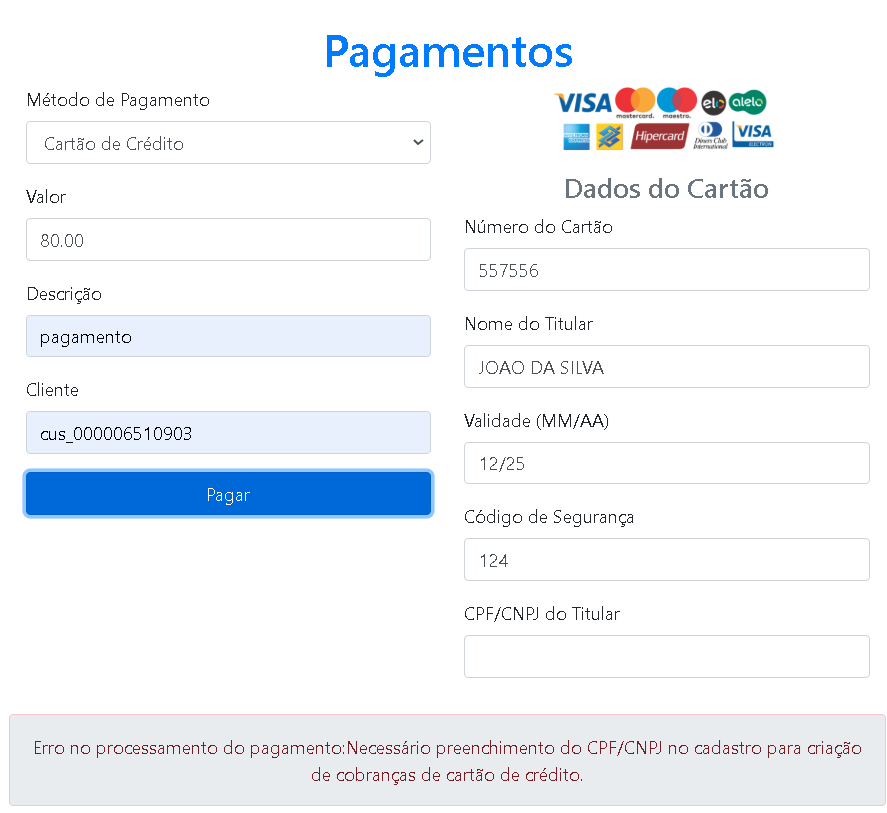 Pagamentos
Método de Pagamento
Cartão de Crédito
Valor
80.00
Descrição
pagamento
Cliente
cus_000006510903
Pagar
VISA mastercard. maestro. elo alelo
AMERICAN EXPRESS Hipercard Diners Club International VISA ELECTRON
Dados do Cartão
Número do Cartão
557556
Nome do Titular
JOAO DA SILVA
Validade (MM/AA)
12/25
Código de Segurança
124
CPF/CNPJ do Titular
Erro no processamento do pagamento:Necessário preenchimento do CPF/CNPJ no cadastro para criação
de cobranças de cartão de crédito.